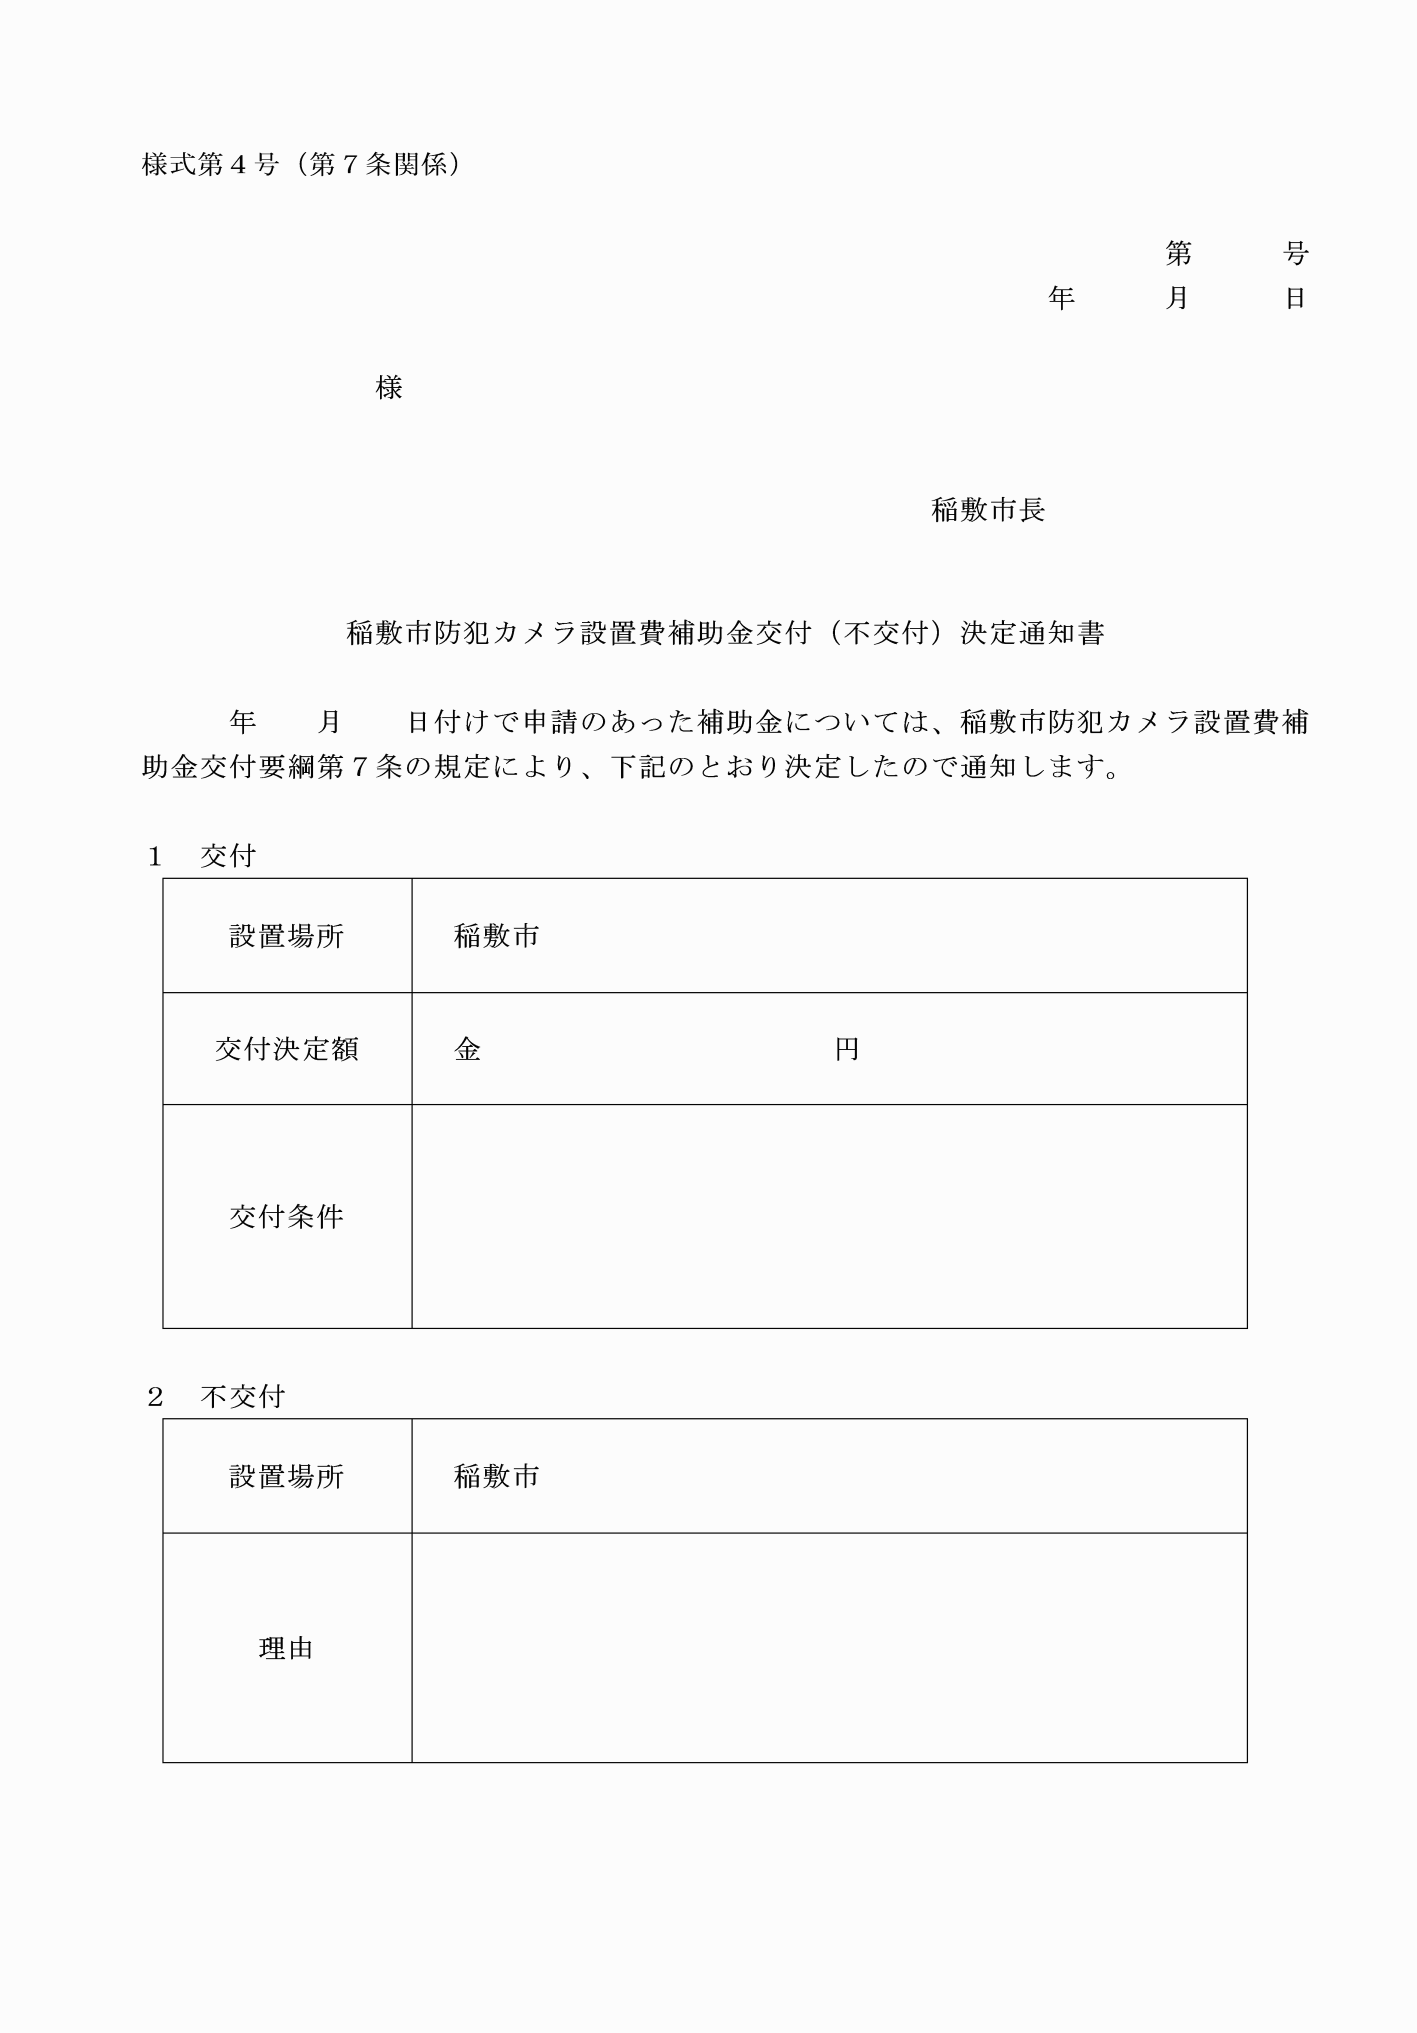 様式第４号（第７条関係）
第　　　号
年　　　月　　　日
様
稲敷市長
稲敷市防犯カメラ設置費補助金交付（不交付）決定通知書
年　　月　　日付けで申請のあった補助金については、稲敷市防犯カメラ設置費補
助金交付要綱第７条の規定により、下記のとおり決定したので通知します。
１　交付
設置場所　稲敷市
交付決定額　金　　　　　　　　　　　　円
交付条件
２　不交付
設置場所　稲敷市
理由